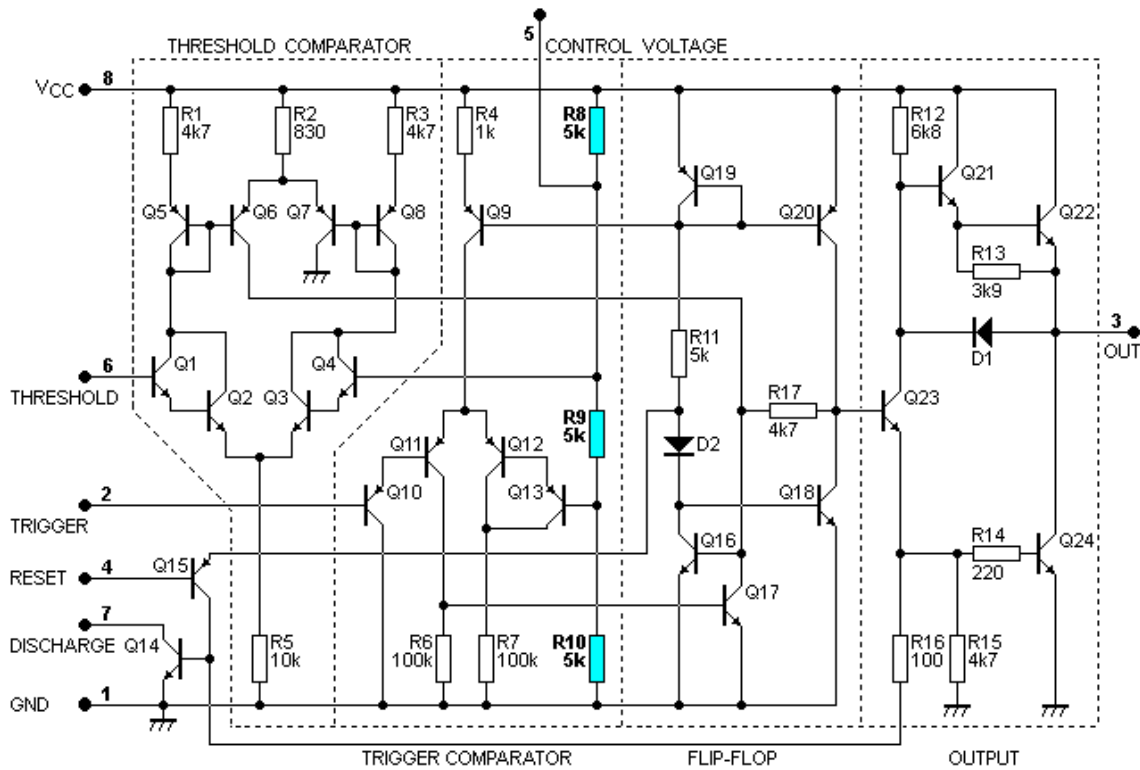 5
THRESHOLD COMPARATOR
CONTROL VOLTAGE
VCC
8
R1
4k7
R2
830
R3
4k7
R4
1k
R8
5k
R12
6k8
Q19
Q21
Q5
Q6
Q7
Q8
Q9
Q20
Q22
R13
3k9
R11
5k
3
OUT
D1
6
THRESHOLD
Q1
Q2
Q3
Q4
R9
5k
R17
4k7
Q23
D2
Q11
Q12
Q10
Q13
Q18
2
TRIGGER
Q16
R14
220
Q24
RESET
4
Q15
Q17
7
DISCHARGE
Q14
R5
10k
R6
100k
R7
100k
R10
5k
R16
100
R15
4k7
GND
1
TRIGGER COMPARATOR
FLIP-FLOP
OUTPUT